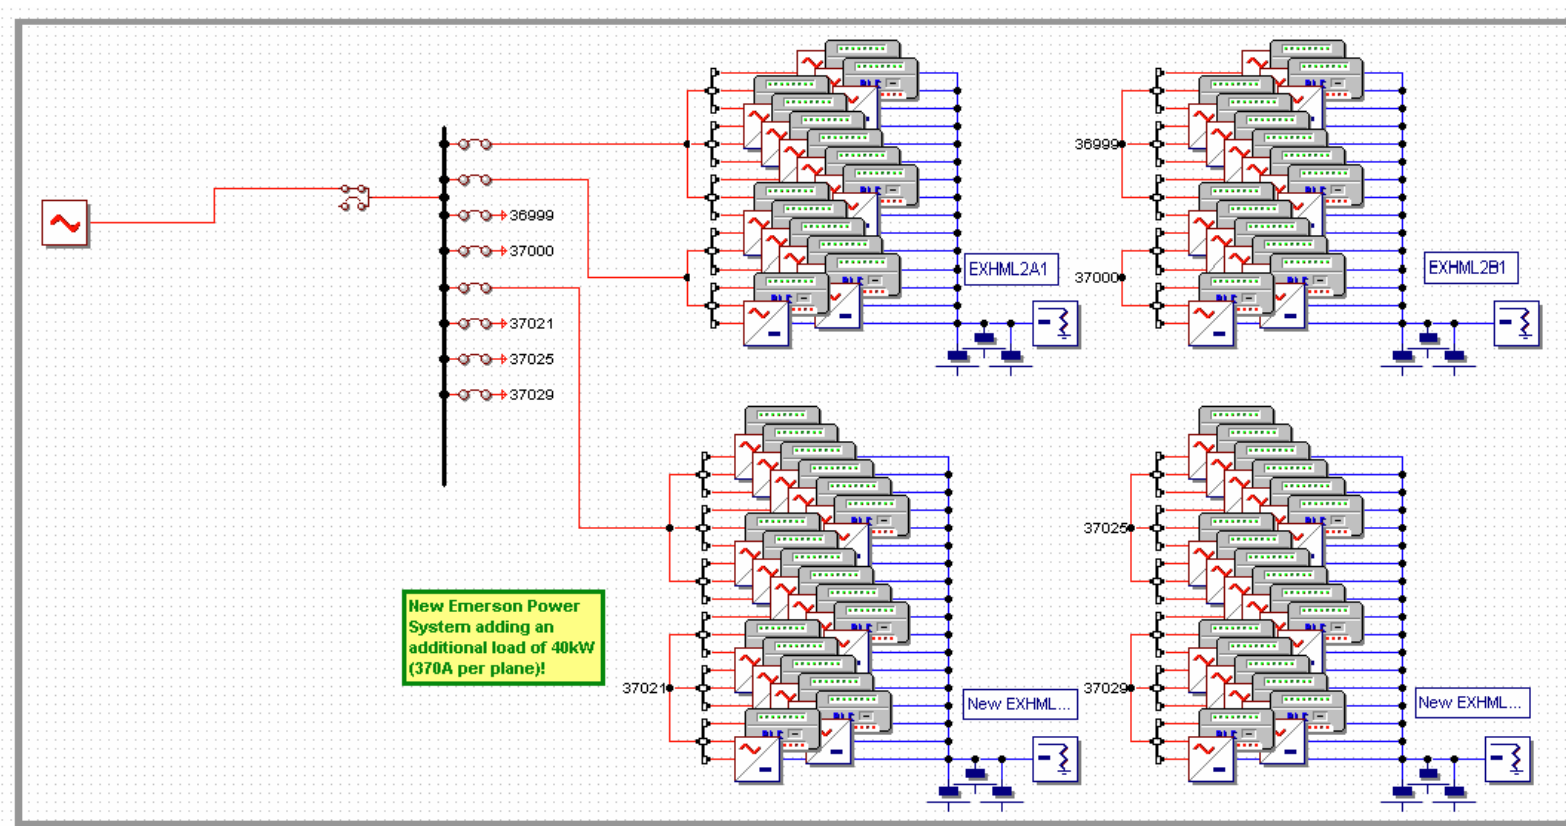 36999
36999
37000
EXHML2A1
EXHML2B1
37000
37021
37025
37029
37025
New Emerson Power
System adding an
additional load of 40kW
(370A per plane)!
37021
37029
New EXHML...
New EXHML...